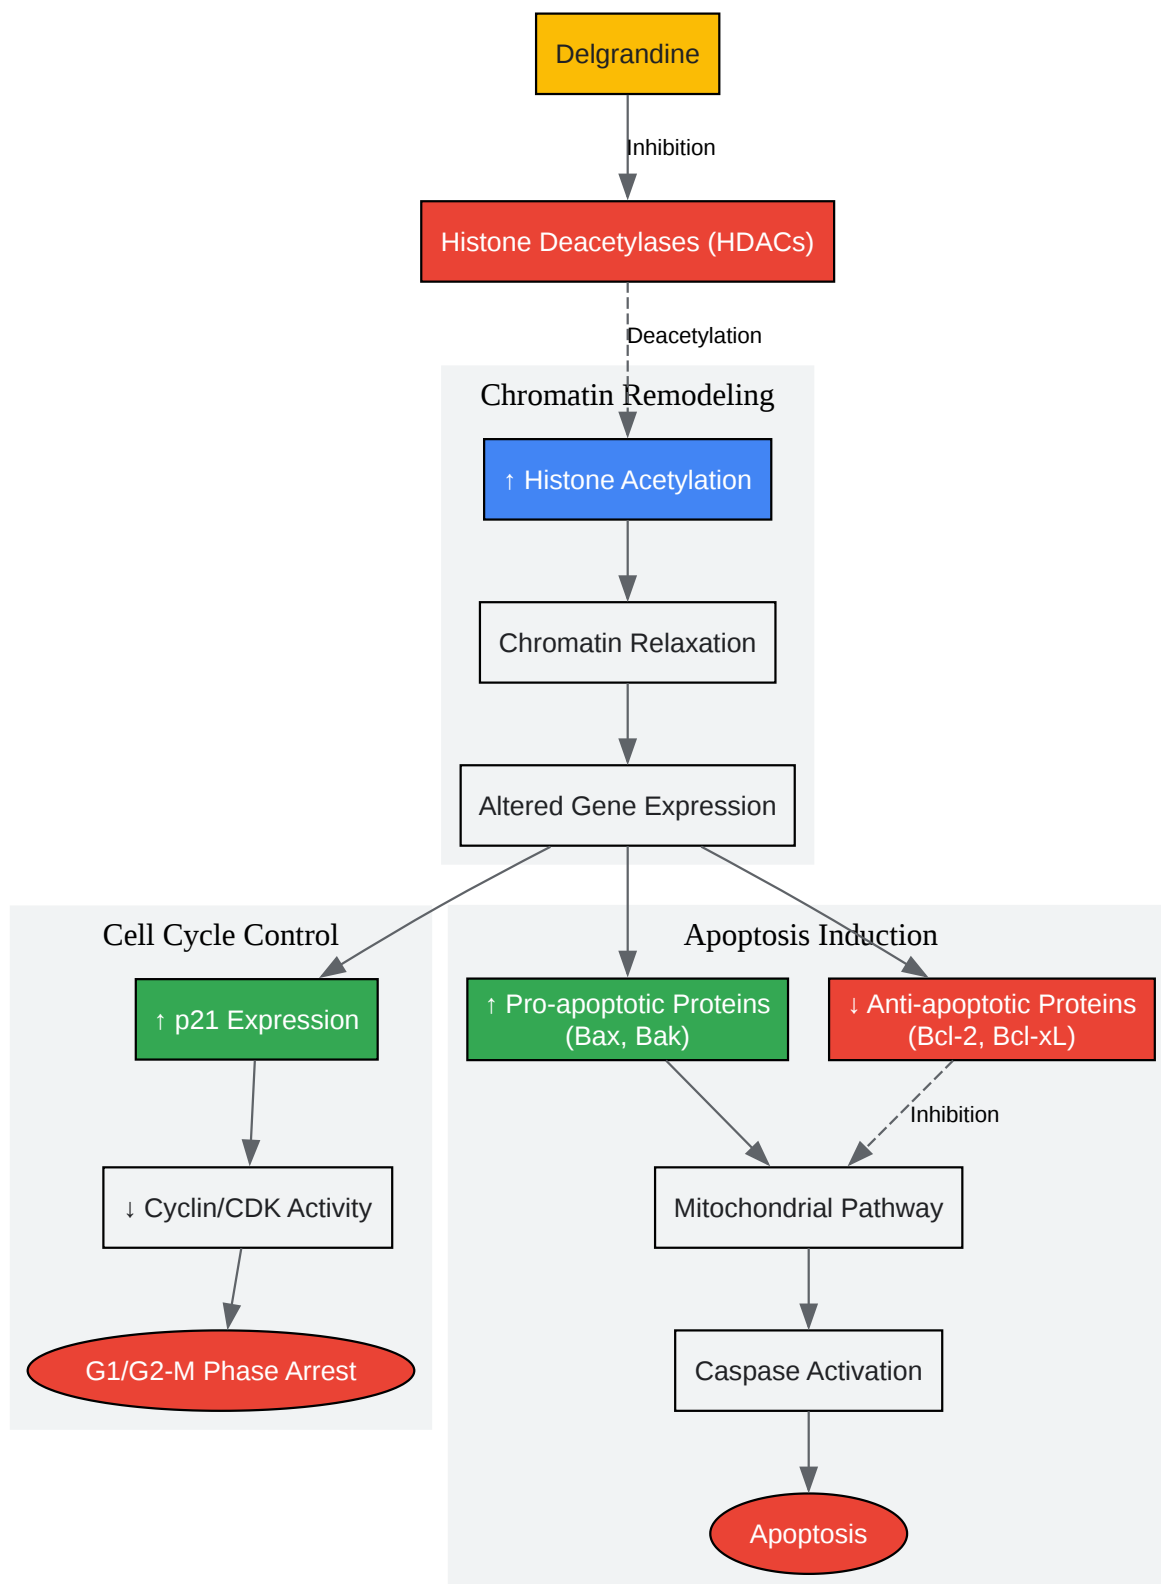 Delgrandine
Inhibition
Histone Deacetylases (HDACs)
Deacetylation
Chromatin Remodeling
↑ Histone Acetylation
Chromatin Relaxation
Altered Gene Expression
Cell Cycle Control
↑ p21 Expression
↓ Cyclin/CDK Activity
G1/G2-M Phase Arrest
Apoptosis Induction
↑ Pro-apoptotic Proteins
(Bax, Bak)
↓ Anti-apoptotic Proteins
(Bcl-2, Bcl-xL)
Inhibition
Mitochondrial Pathway
Caspase Activation
Apoptosis